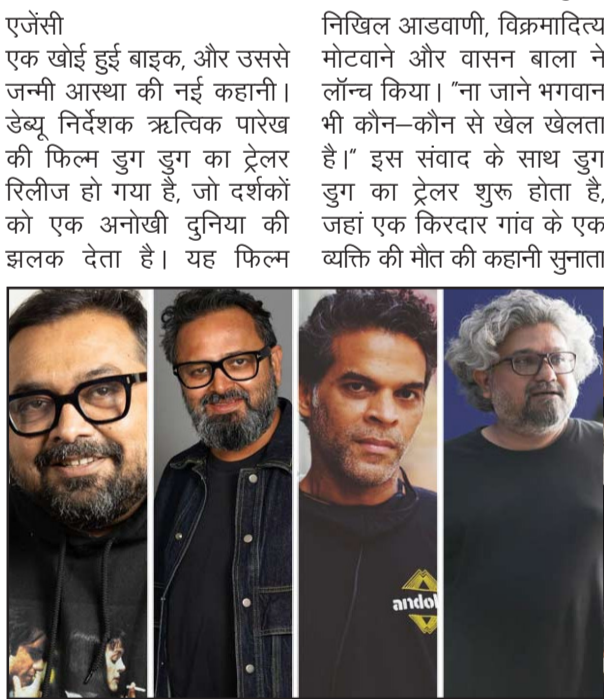 एजेंसी
एक खोई हुई बाइक, और उससे
जन्मी आस्था की नई कहानी।
डेब्यू निर्देशक ऋत्विक पारेख
की फिल्म डुग डुग का ट्रेलर
रिलीज हो गया है, जो दर्शकों
को एक अनोखी दुनिया की
झलक देता है। यह फिल्म
निखिल आडवाणी, विक्रमादित्य
मोटवाने और वासन बाला ने
लॉन्च किया। "ना जाने भगवान
भी कौन–कौन से खेल खेलता
है।" इस संवाद के साथ डुग
डुग का ट्रेलर शुरू होता है,
जहां एक किरदार गांव के एक
व्यक्ति की मौत की कहानी सुनाता
andol